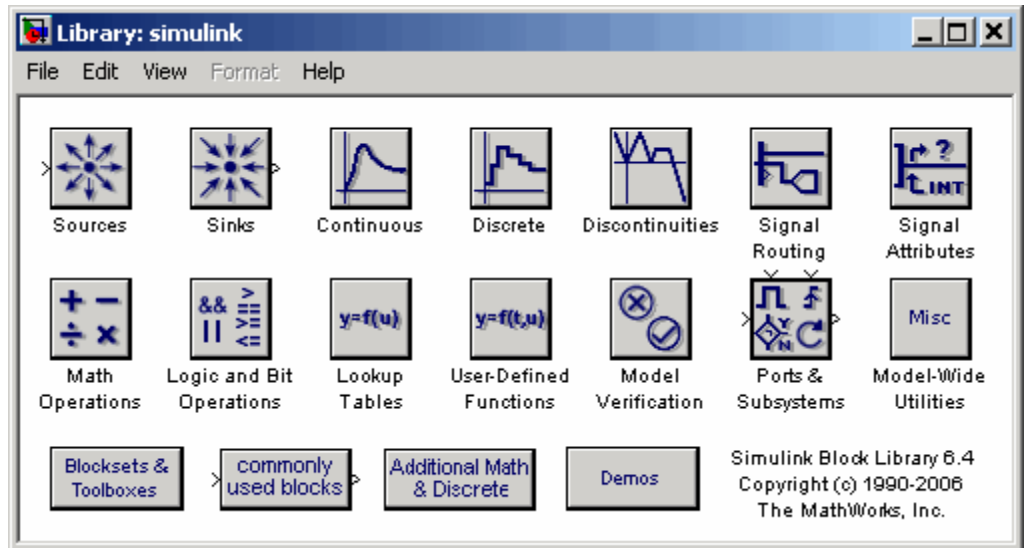 Library: simulink
File Edit View Format Help
Sources
Sinks
Continuous
Discrete
Discontinuities
Signal
Routing
? INT
Signal
Attributes
+ − ÷ ×
Math
Operations
&& || > == >= <=
Logic and Bit
Operations
y=f(u)
Lookup
Tables
y=f(t,u)
User-Defined
Functions
Model
Verification
Y N
Ports &
Subsystems
Misc
Model-Wide
Utilities
Blocksets &
Toolboxes
commonly
used blocks
Additional Math
& Discrete
Demos
Simulink Block Library 6.4
Copyright (c) 1990-2006
The MathWorks, Inc.